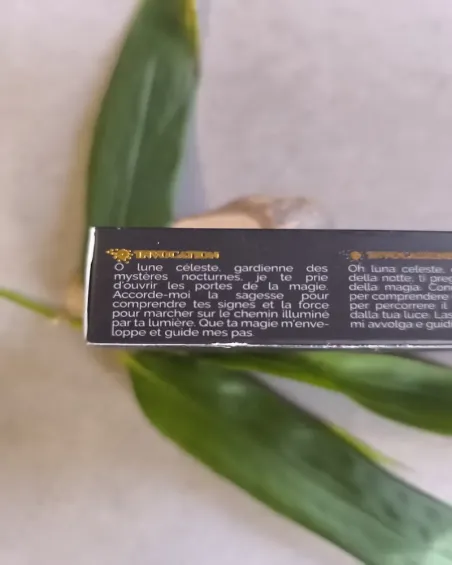 INVOCATION
Ô lune céleste, gardienne des
mystères nocturnes, je te prie
d'ouvrir les portes de la magie.
Accorde-moi la sagesse pour
comprendre tes signes et la force
pour marcher sur le chemin illuminé
par ta lumière. Que ta magie m'enve-
loppe et guide mes pas.
Oh luna celeste,
della notte, ti
della magia.
per comprendere
per percorrere il
dalla tua luce.
mi avvolga e